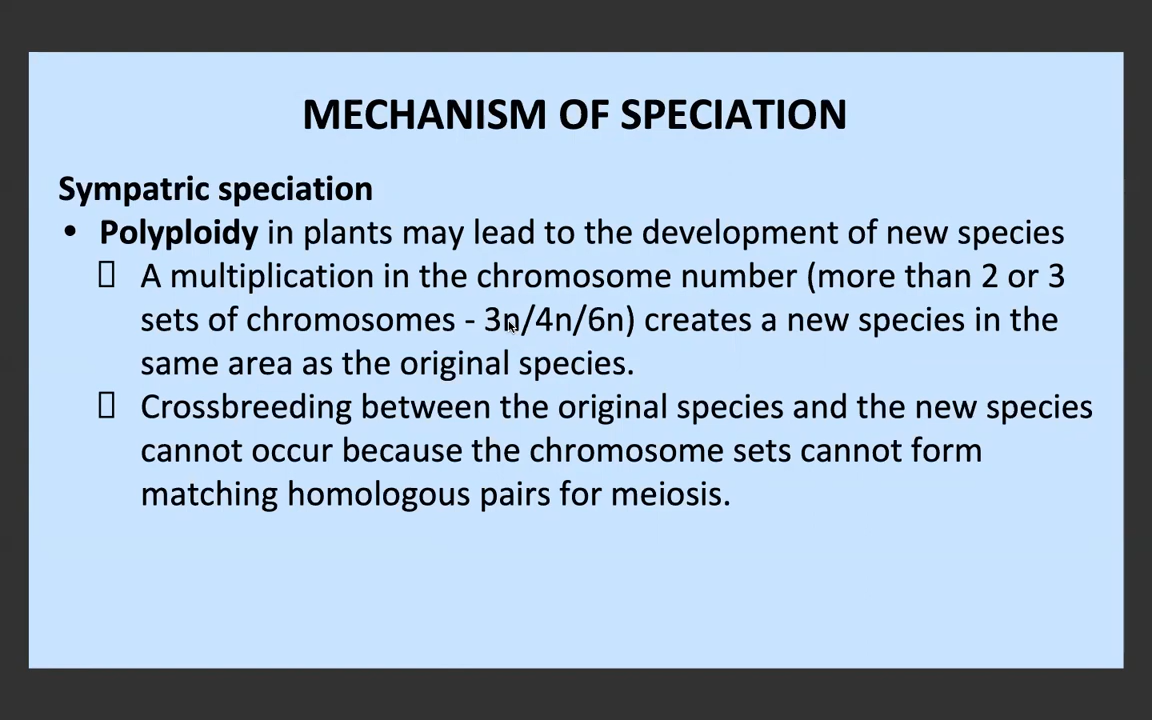 MECHANISM OF SPECIATION
Sympatric speciation
• Polyploidy in plants may lead to the development of new species
▯ A multiplication in the chromosome number (more than 2 or 3
sets of chromosomes - 3n/4n/6n) creates a new species in the
same area as the original species.
▯ Crossbreeding between the original species and the new species
cannot occur because the chromosome sets cannot form
matching homologous pairs for meiosis.